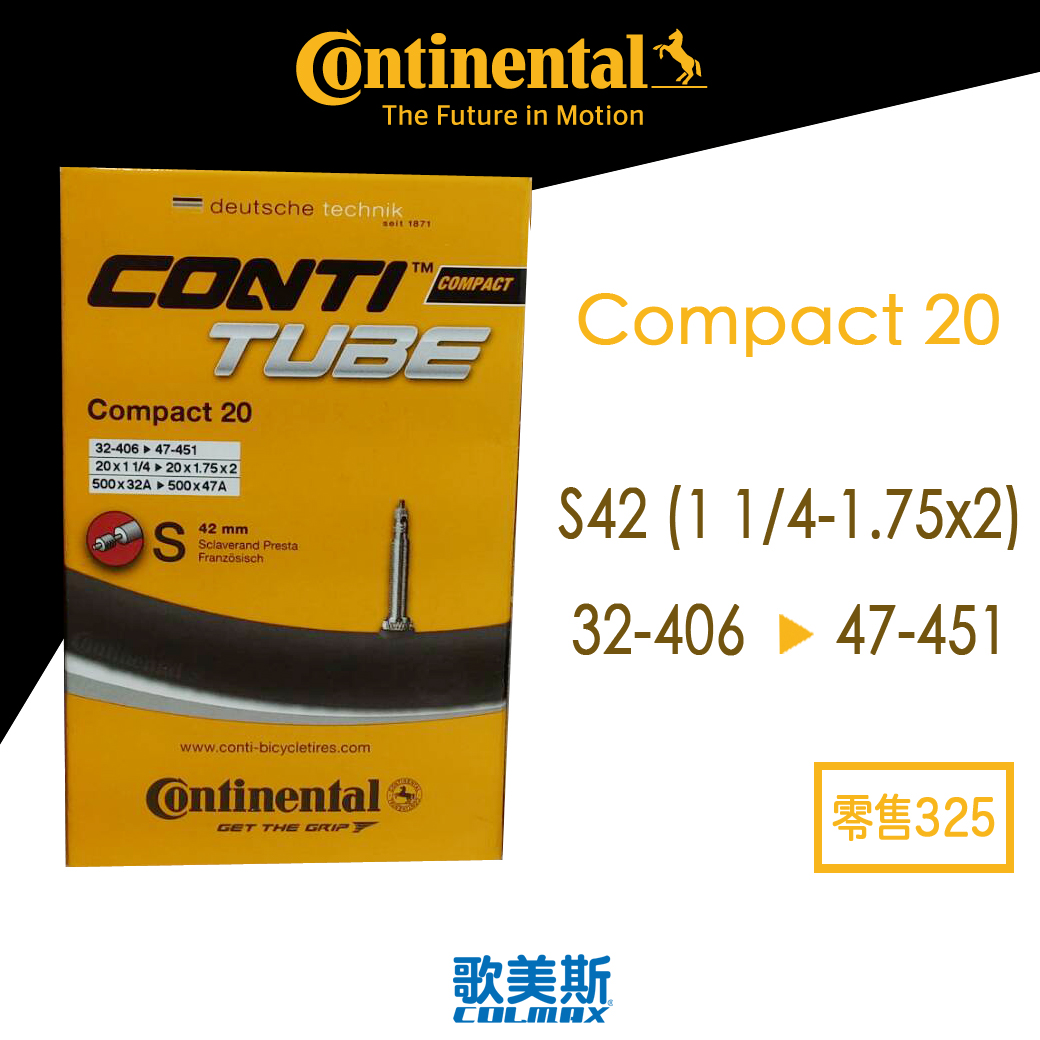 Continental
The Future in Motion
deutsche technik
seit 1871
CONTI™ COMPACT
TUBE
Compact 20
32-406 ▶ 47-451
20 x 1 1/4 ▶ 20 x 1.75 x 2
500 x 32A ▶ 500 x 47A
S
42 mm
Sclaverand Presta
Französisch
Continental
www.conti-bicycletires.com
Continental
GET THE GRIP
Compact 20
S42 (1 1/4-1.75x2)
32-406 ▶ 47-451
零售325
歌美斯
COLMAX